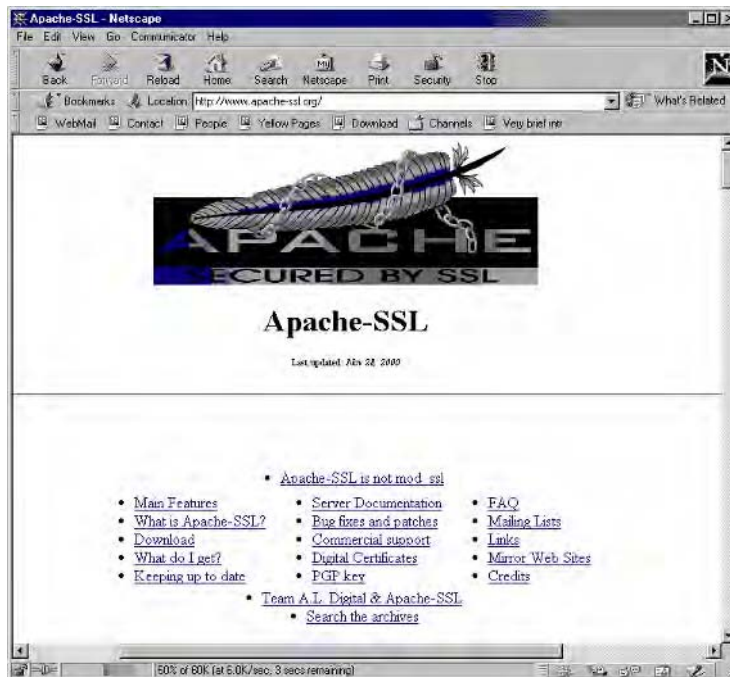 Apache-SSL - Netscape
File Edit View Go Communicator Help
Back Forward Reload Home Search Netscape Print Security Stop
Bookmarks Location http://www.apache-ssl.org/ What's Related
WebMail Contact People Yellow Pages Download Channels Very brief intr
APACHE
SECURED BY SSL
Apache-SSL
Last updated: 28, 2000
Apache-SSL is not mod_ssl
Main Features Server Documentation FAQ
What is Apache-SSL? Bug fixes and patches Mailing Lists
Download Commercial support Links
What do I get? Digital Certificates Mirror Web Sites
Keeping up to date PGP key Credits
Team A.L. Digital & Apache-SSL
Search the archives
60% of 60K (at 6.0K/sec, 3 secs remaining)